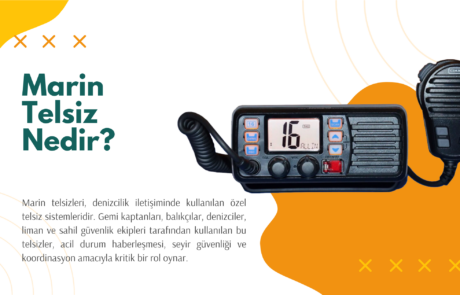 Marin
Telsiz
Nedir?
16
Marin telsizleri, denizcilik iletişiminde kullanılan özel
telsiz sistemleridir. Gemi kaptanları, balıkçılar, denizciler,
liman ve sahil güvenlik ekipleri tarafından kullanılan bu
telsizler, acil durum haberleşmesi, seyir güvenliği ve
koordinasyon amacıyla kritik bir rol oynar.